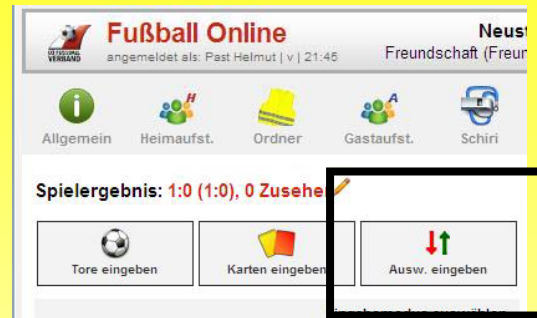 Fußball Online
Neust
angemeldet als: Past Helmut | v | 21:45
Freundschaft (Freun
VERBAND
Allgemein
Heimaufst.
Ordner
Gastaufst.
Schiri
Spielergebnis: 1:0 (1:0), 0 Zuseher
Tore eingeben
Karten eingeben
Ausw. eingeben